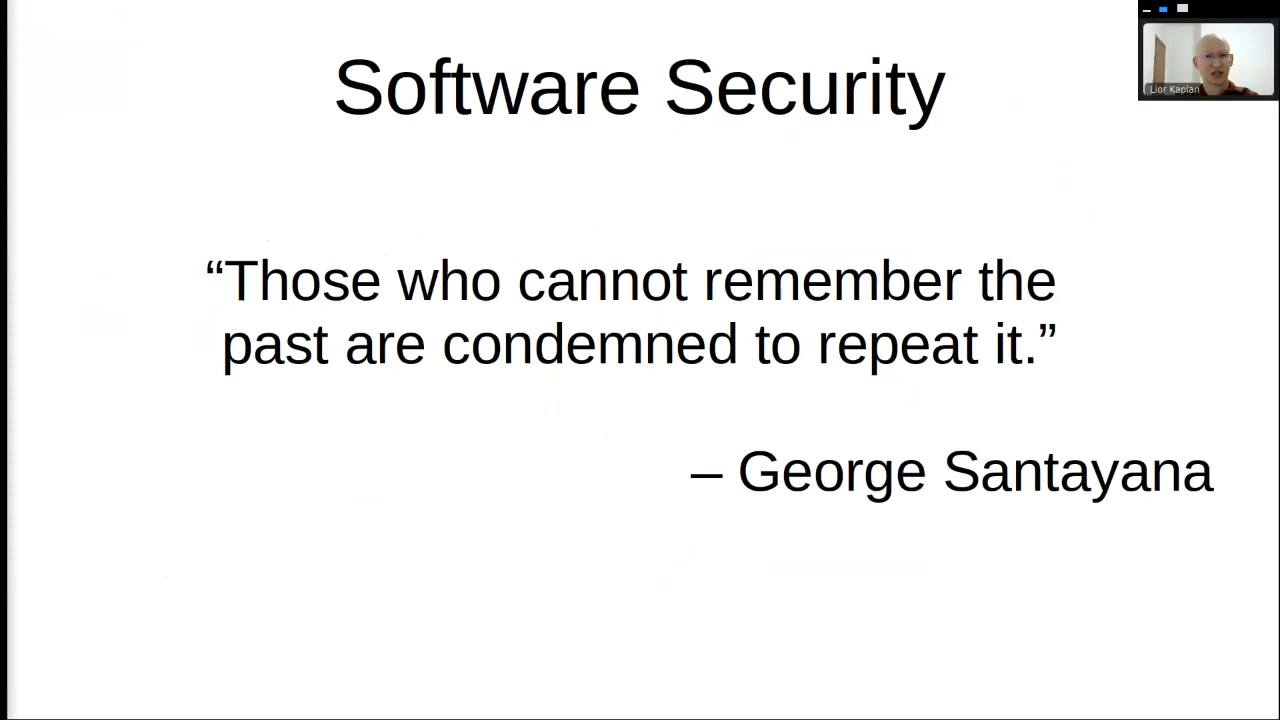 Software Security
Lior Kaplan
“Those who cannot remember the
past are condemned to repeat it.”
– George Santayana